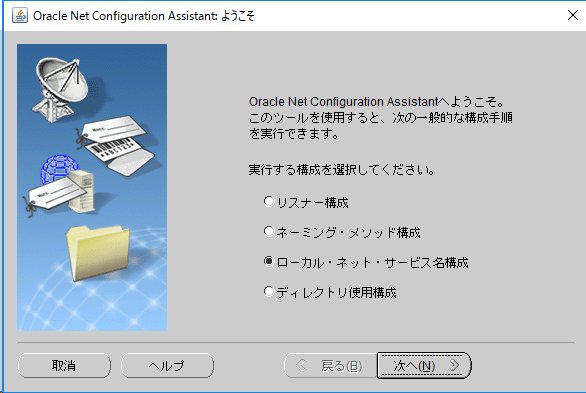 Oracle Net Configuration Assistant: ようこそ
Oracle Net Configuration Assistantへようこそ。
このツールを使用すると、次の一般的な構成手順
を実行できます。
実行する構成を選択してください。
リスナー構成
ネーミング・メソッド構成
ローカル・ネット・サービス名構成
ディレクトリ使用構成
取消
ヘルプ
戻る(B)
次へ(N)